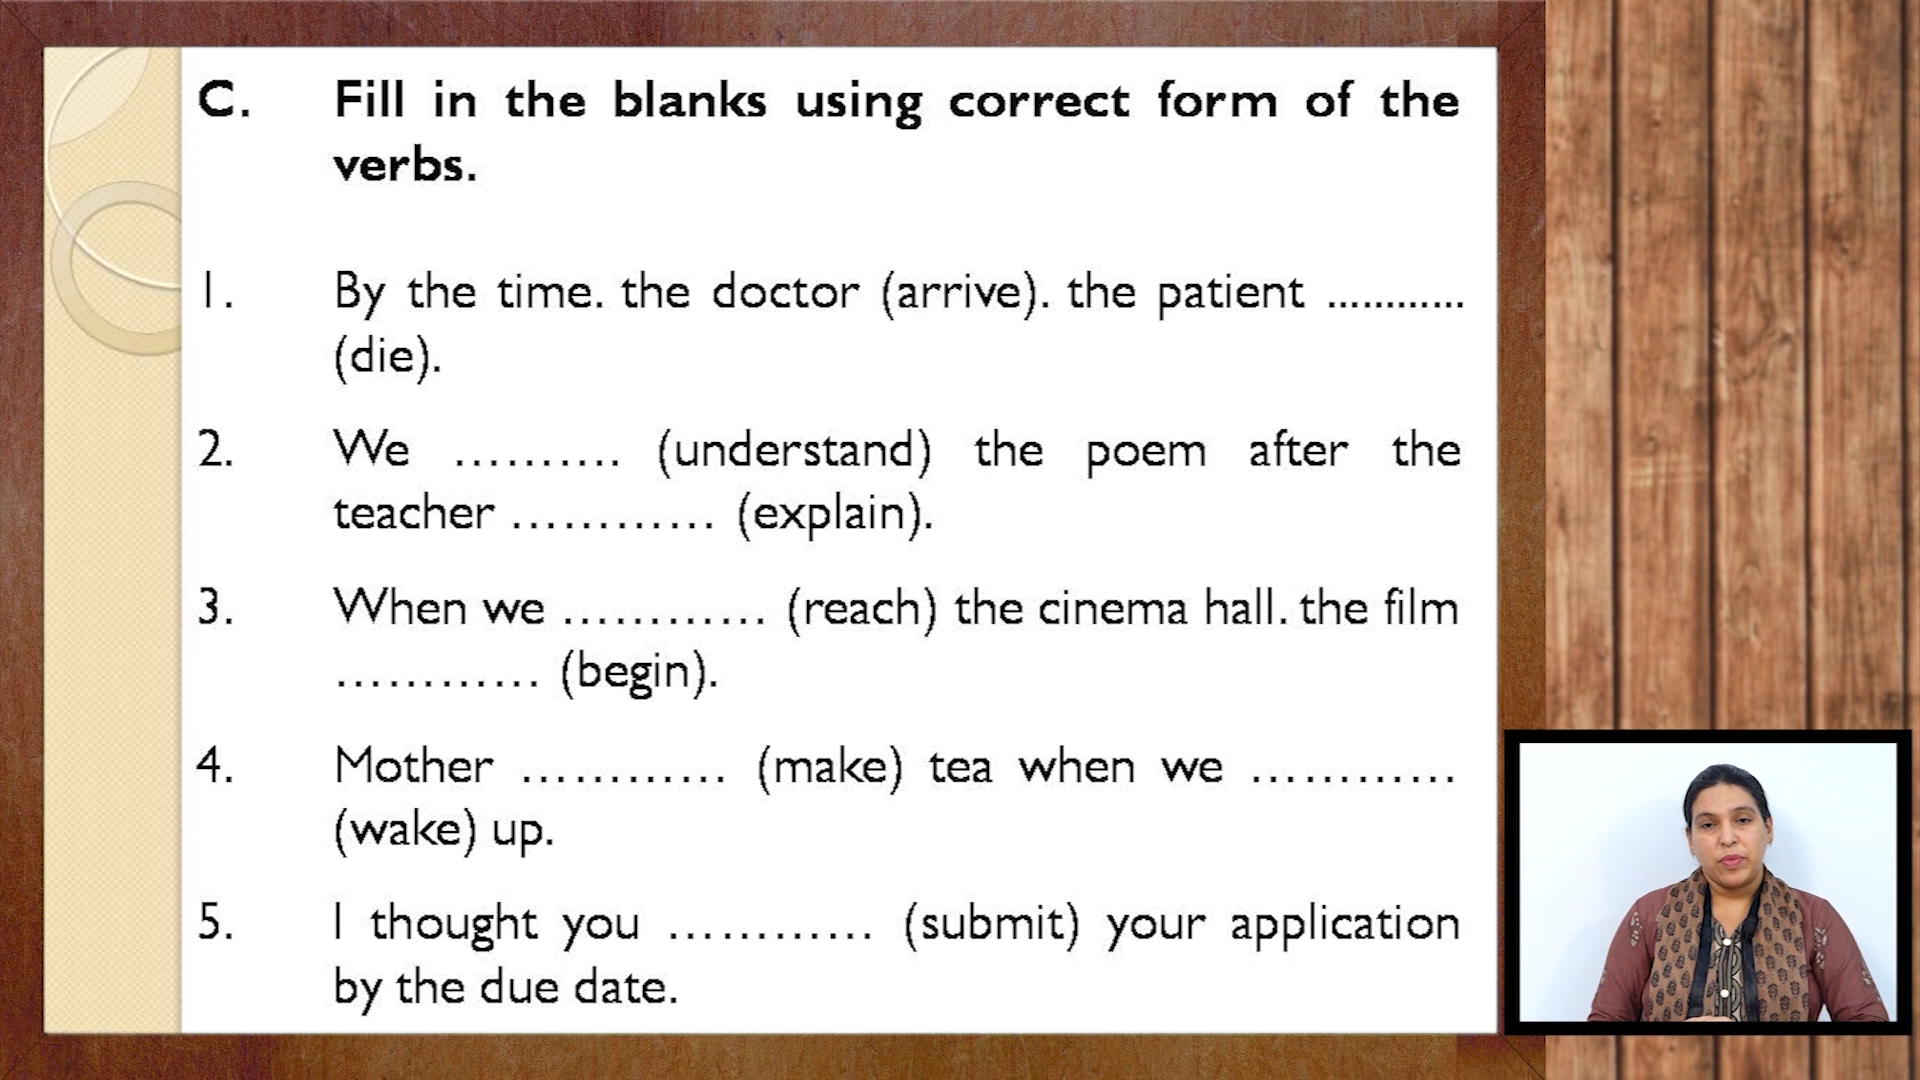 C. Fill in the blanks using correct form of the
verbs.
1. By the time. the doctor (arrive). the patient ............
(die).
2. We .......... (understand) the poem after the
teacher ............ (explain).
3. When we ............ (reach) the cinema hall. the film
............ (begin).
4. Mother ............ (make) tea when we ............
(wake) up.
5. I thought you ............ (submit) your application
by the due date.